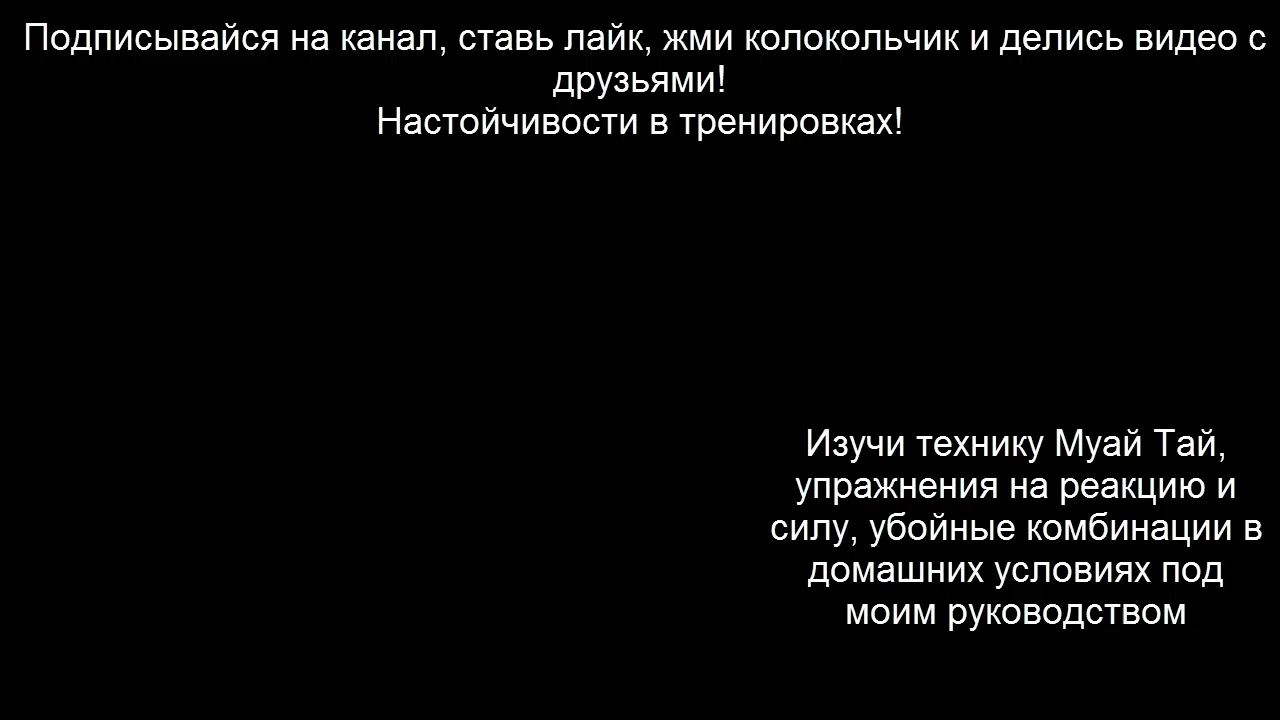 Подписывайся на канал, ставь лайк, жми колокольчик и делись видео с
друзьями!
Настойчивости в тренировках!
Изучи технику Муай Тай,
упражнения на реакцию и
силу, убойные комбинации в
домашних условиях под
моим руководством